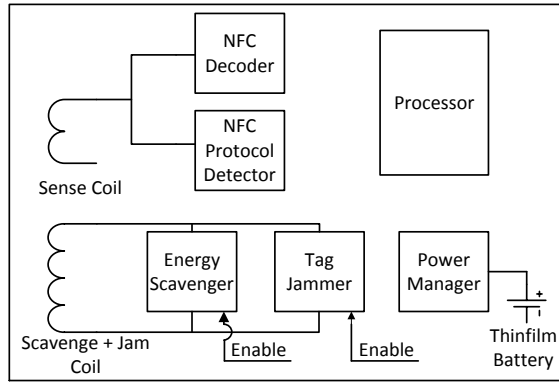 NFC
Decoder
Processor
NFC
Protocol
Detector
Sense Coil
Energy
Scavenger
Tag
Jammer
Power
Manager
+
-
Scavenge + Jam
Coil
Enable
Enable
Thinfilm
Battery